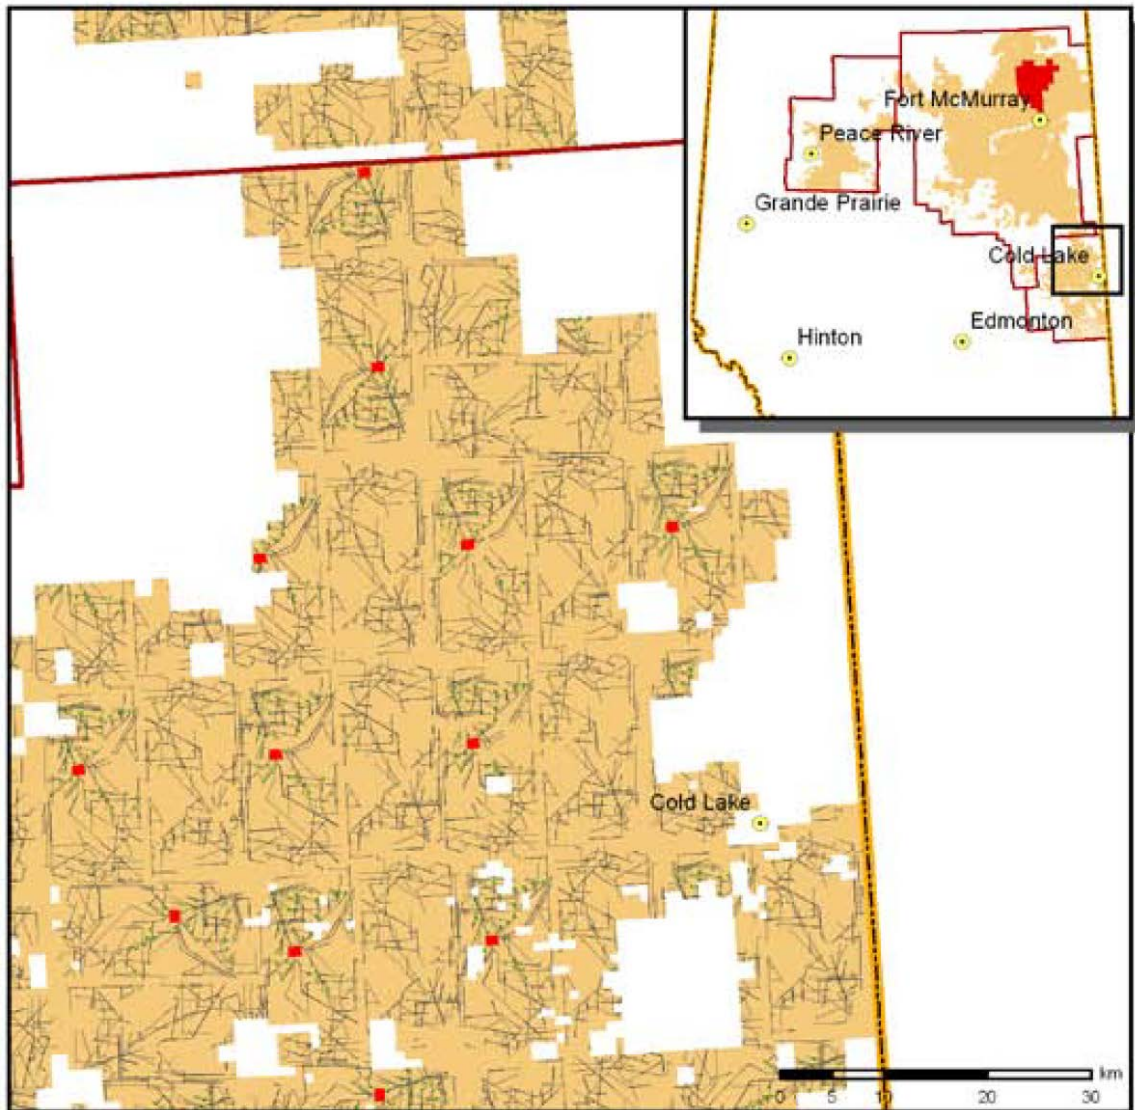 Fort McMurray
Peace River
Grande Prairie
Cold Lake
Edmonton
Hinton
Cold Lake
km
0 5 10 20 30